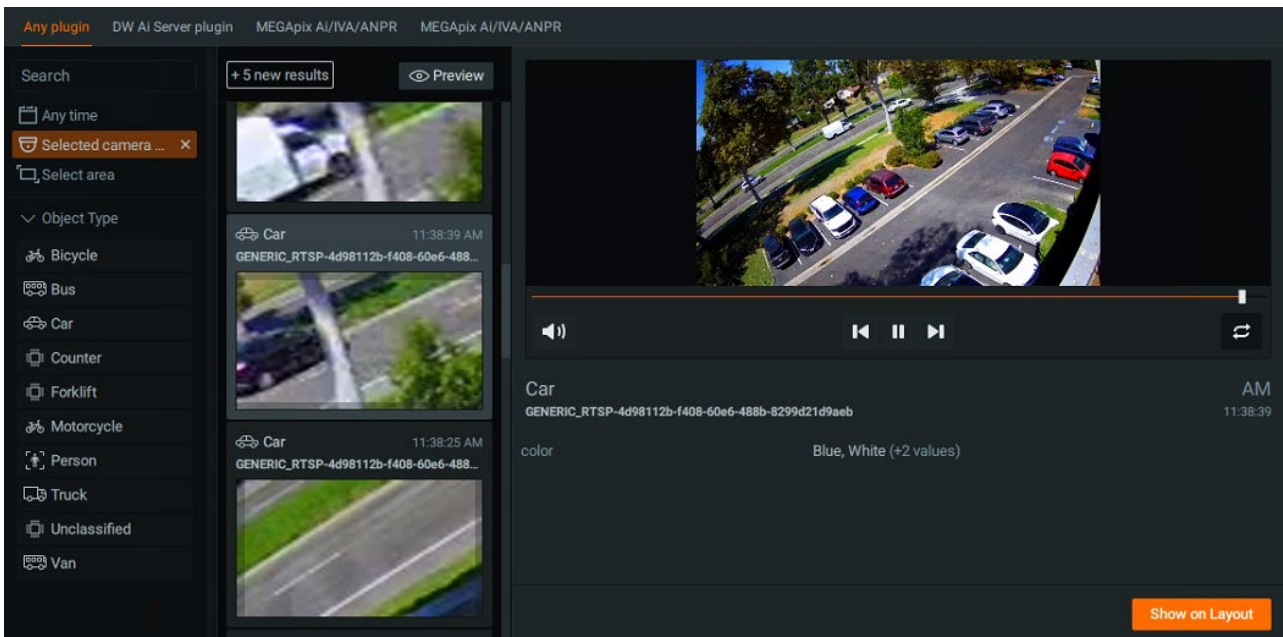 Any plugin DW Ai Server plugin MEGApix Ai/IVA/ANPR MEGApix Ai/IVA/ANPR
Search
Any time
Selected camera ...
Select area
Object Type
Bicycle
Bus
Car
Counter
Forklift
Motorcycle
Person
Truck
Unclassified
Van
+ 5 new results
Preview
Car 11:38:39 AM
GENERIC_RTSP-4d98112b-f408-60e6-488...
Car 11:38:25 AM
GENERIC_RTSP-4d98112b-f408-60e6-488...
Car AM
GENERIC_RTSP-4d98112b-f408-60e6-488b-8299d21d9aeb 11:38:39
color Blue, White (+2 values)
Show on Layout